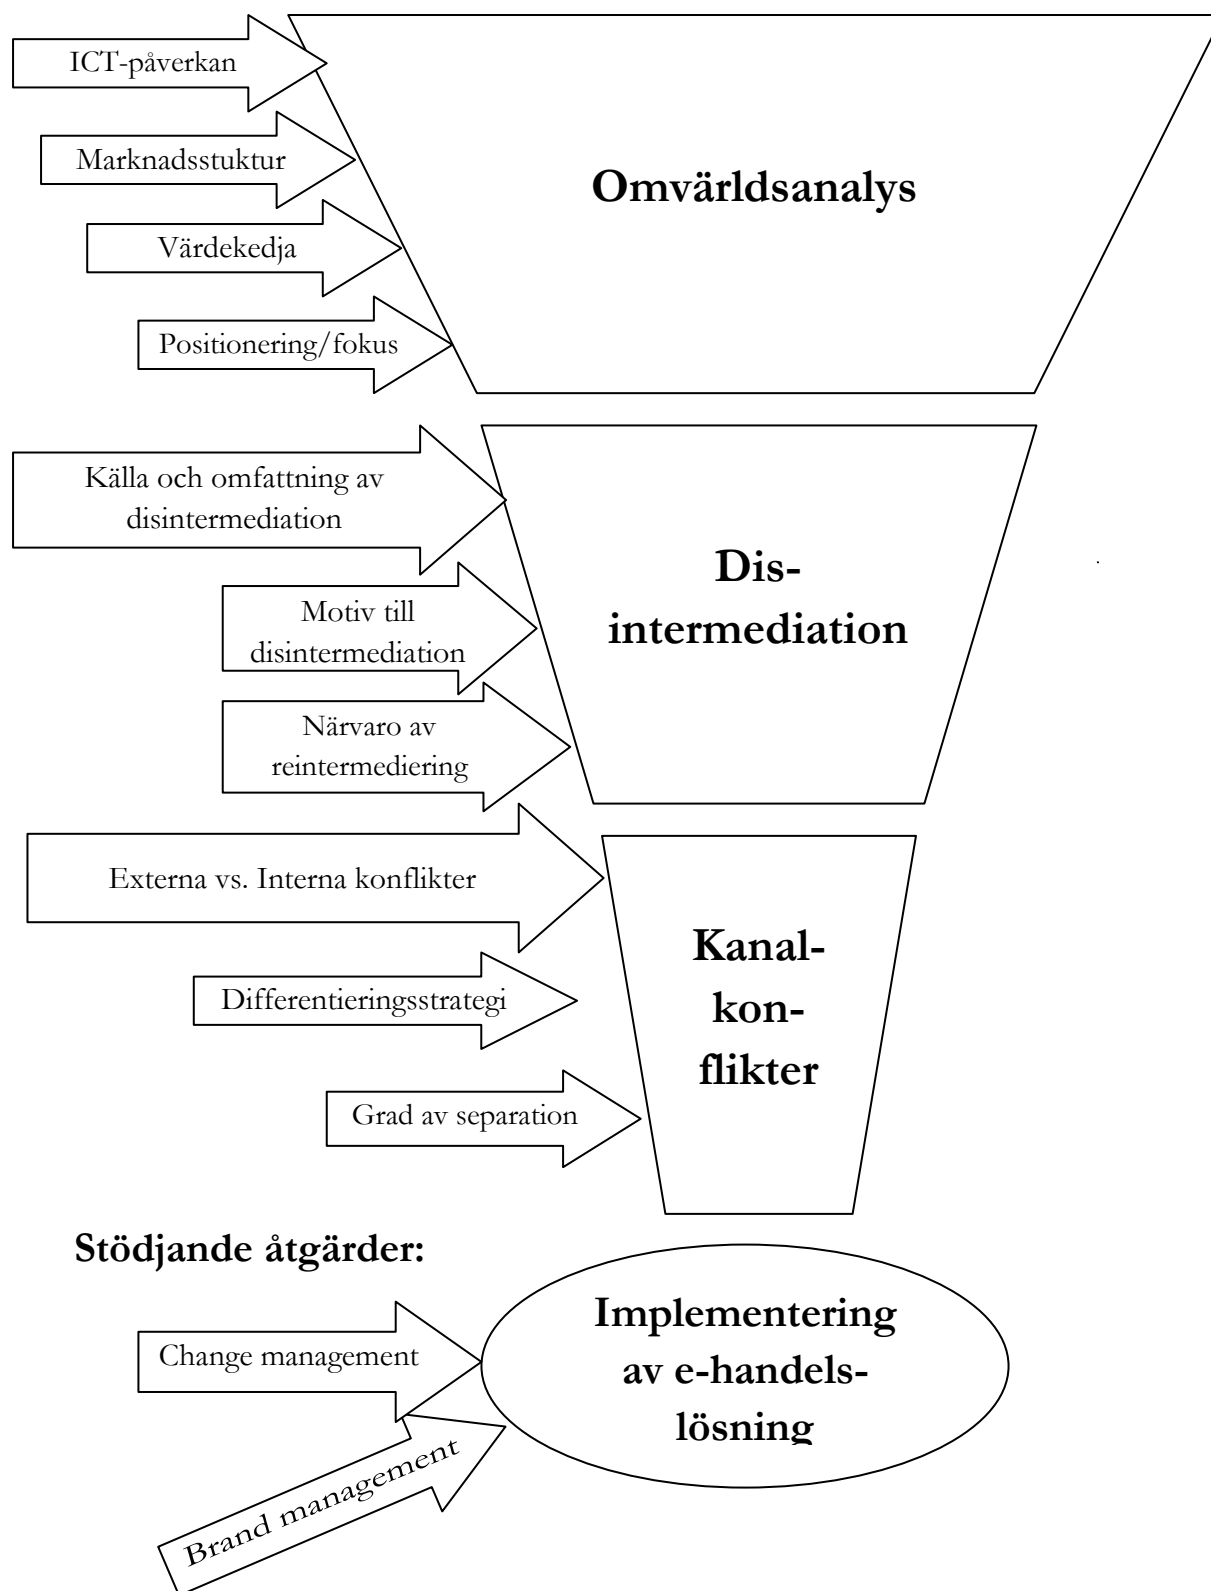 ICT-påverkan
Marknadsstuktur
Värdekedja
Positionering/fokus
Omvärldsanalys
Källa och omfattning av
disintermediation
Motiv till
disintermediation
Närvaro av
reintermediering
Dis-
intermediation
Externa vs. Interna konflikter
Differentieringsstrategi
Grad av separation
Kanal-
kon-
flikter
Stödjande åtgärder:
Change management
Brand management
Implementering
av e-handels-
lösning